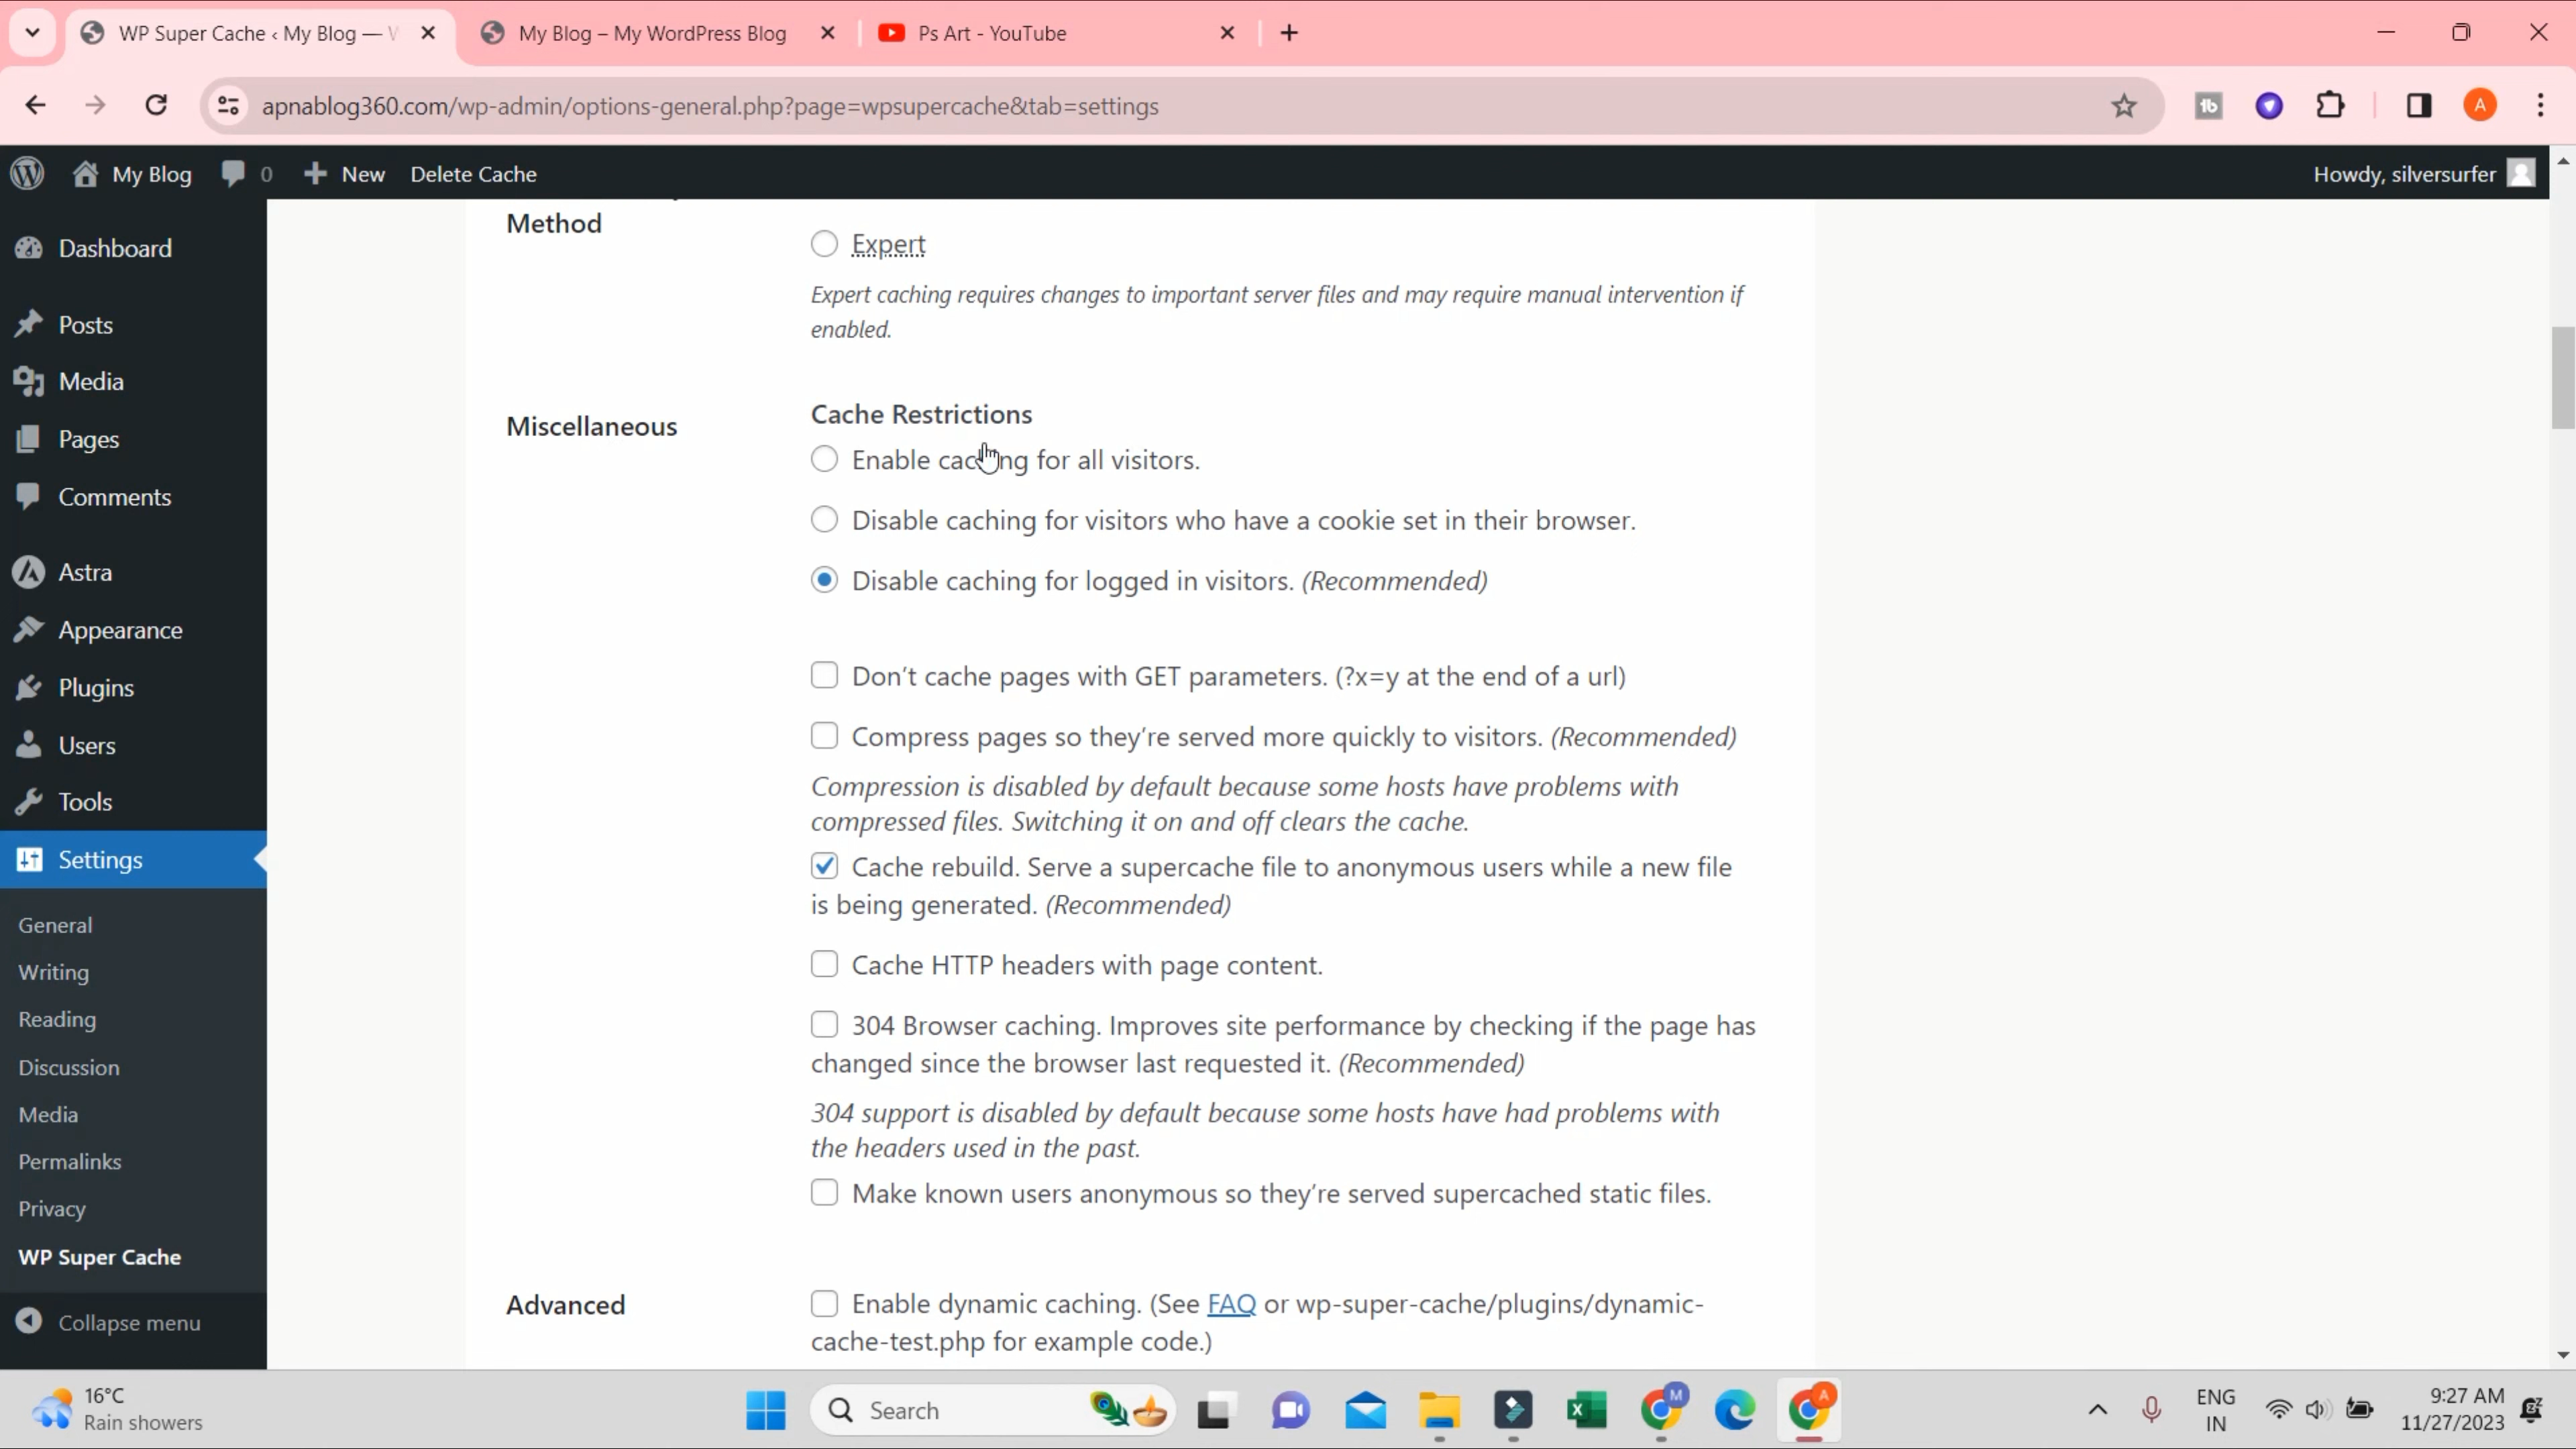 WP Super Cache ‹ My Blog — W
My Blog – My WordPress Blog
Ps Art - YouTube
apnablog360.com/wp-admin/options-general.php?page=wpsupercache&tab=settings
A
My Blog
0
New
Delete Cache
Howdy, silversurfer
Dashboard
Posts
Media
Pages
Comments
Astra
Appearance
Plugins
Users
Tools
Settings
General
Writing
Reading
Discussion
Media
Permalinks
Privacy
WP Super Cache
Collapse menu
Method
Expert
Expert caching requires changes to important server files and may require manual intervention if
enabled.
Miscellaneous
Cache Restrictions
Enable caching for all visitors.
Disable caching for visitors who have a cookie set in their browser.
Disable caching for logged in visitors. (Recommended)
Don’t cache pages with GET parameters. (?x=y at the end of a url)
Compress pages so they’re served more quickly to visitors. (Recommended)
Compression is disabled by default because some hosts have problems with
compressed files. Switching it on and off clears the cache.
Cache rebuild. Serve a supercache file to anonymous users while a new file
is being generated. (Recommended)
Cache HTTP headers with page content.
304 Browser caching. Improves site performance by checking if the page has
changed since the browser last requested it. (Recommended)
304 support is disabled by default because some hosts have had problems with
the headers used in the past.
Make known users anonymous so they’re served supercached static files.
Advanced
Enable dynamic caching. (See FAQ or wp-super-cache/plugins/dynamic-
cache-test.php for example code.)
16°C
Rain showers
Search
M
A
ENG
IN
9:27 AM
11/27/2023